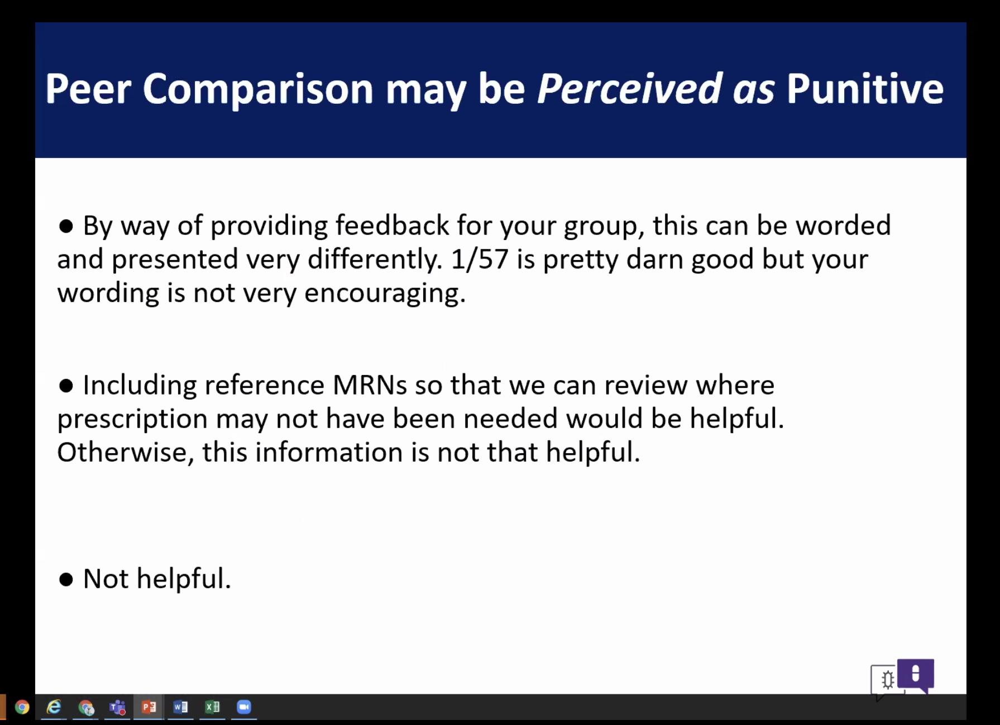 Peer Comparison may be Perceived as Punitive
● By way of providing feedback for your group, this can be worded
and presented very differently. 1/57 is pretty darn good but your
wording is not very encouraging.
● Including reference MRNs so that we can review where
prescription may not have been needed would be helpful.
Otherwise, this information is not that helpful.
● Not helpful.